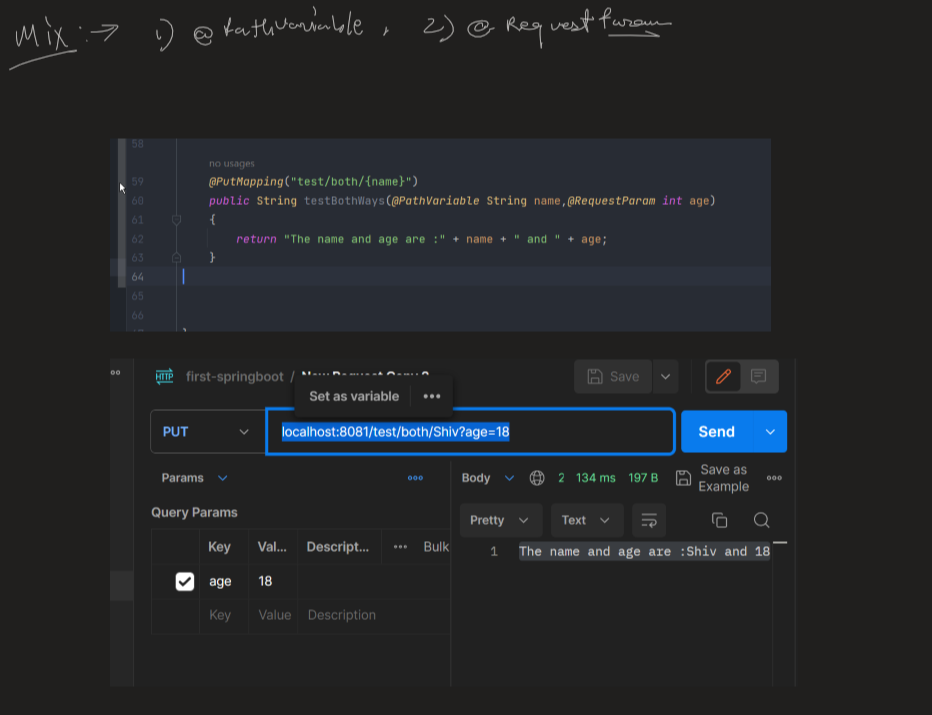 Mix :→ 1) @PathVariable , 2) @RequestParam
58
no usages
59 @PutMapping("test/both/{name}")
60 public String testBothWays(@PathVariable String name,@RequestParam int age)
61 {
62 return "The name and age are :" + name + " and " + age;
63 }
64
65
66
HTTP first-springboot /
Save
Set as variable •••
PUT localhost:8081/test/both/Shiv?age=18 Send
Params
Body 2 134 ms 197 B Save as Example
Query Params
Pretty Text
Key Val... Descript... ••• Bulk
1 The name and age are :Shiv and 18
age 18
Key Value Description